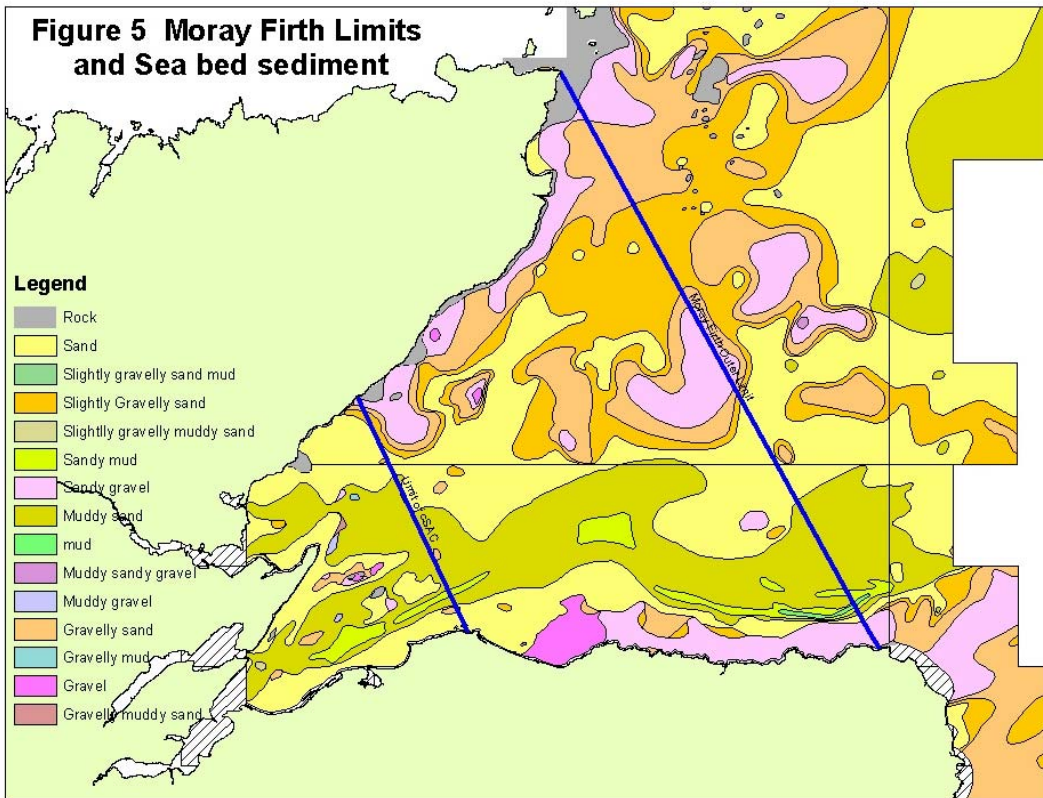 Figure 5 Moray Firth Limits
and Sea bed sediment
Legend
Rock
Sand
Slightly gravelly sand mud
Slightly Gravelly sand
Slightlly gravelly muddy sand
Sandy mud
Sandy gravel
Muddy sand
mud
Muddy sandy gravel
Muddy gravel
Gravelly sand
Gravelly mud
Gravel
Gravelly muddy sand
Moray Firth Outer Limit
Limit of cSAC